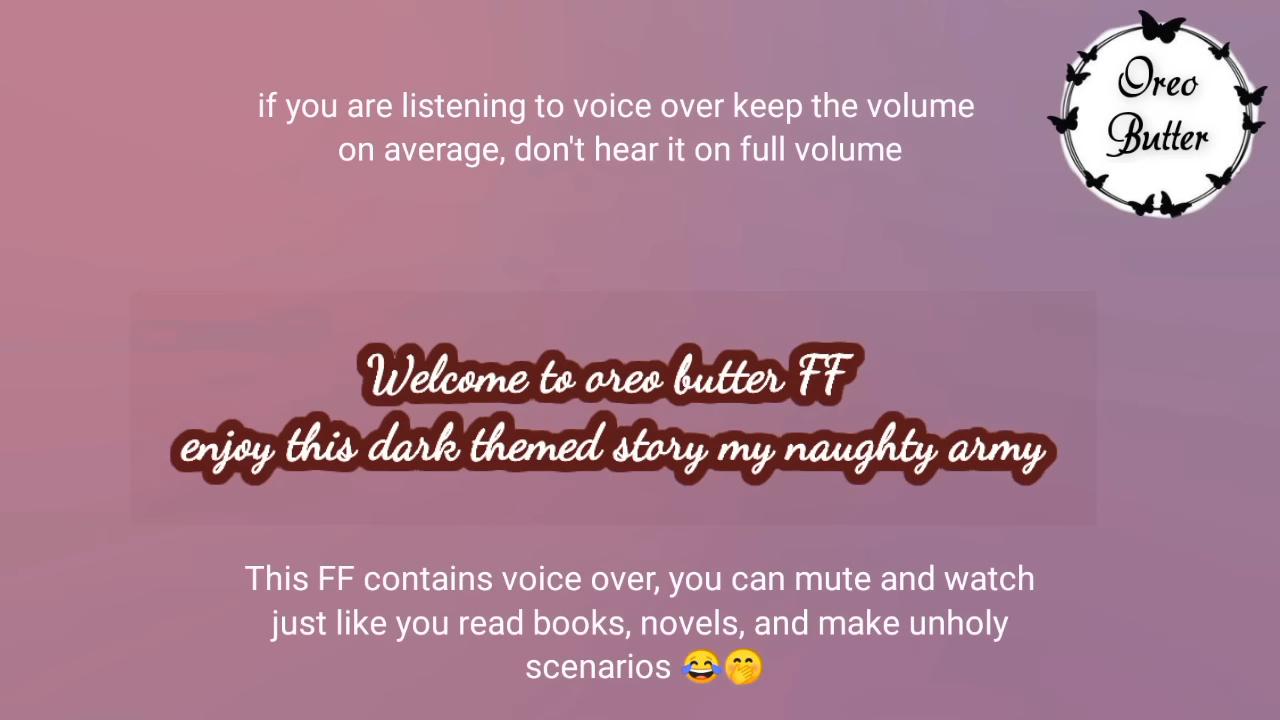 if you are listening to voice over keep the volume
on average, don't hear it on full volume
Oreo
Butter
Welcome to oreo butter FF
enjoy this dark themed story my naughty army
This FF contains voice over, you can mute and watch
just like you read books, novels, and make unholy
scenarios 😂🤭